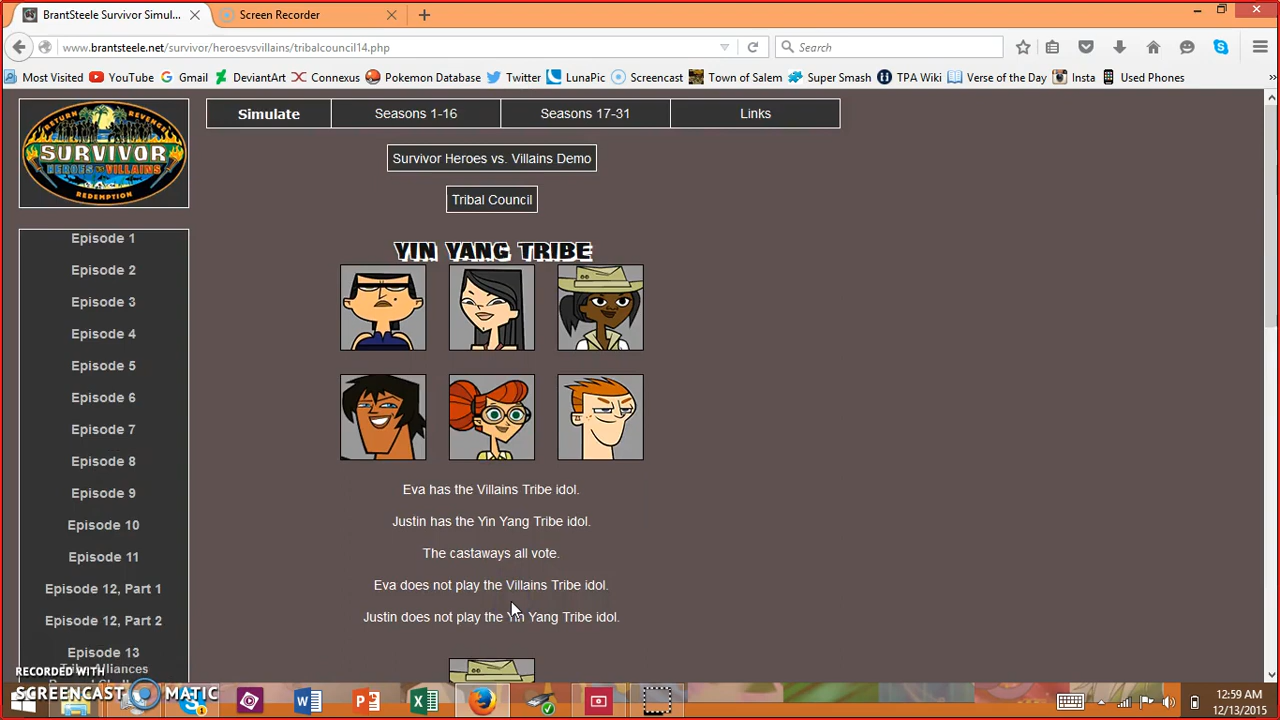 BrantSteele Survivor Simul...
Screen Recorder
www.brantsteele.net/survivor/heroesvsvillains/tribalcouncil14.php
Search
Most Visited
YouTube
Gmail
DeviantArt
Connexus
Pokemon Database
Twitter
LunaPic
Screencast
Town of Salem
Super Smash
TPA Wiki
Verse of the Day
Insta
Used Phones
RETURN REVENGE
SURVIVOR
HEROES VS VILLAINS
REDEMPTION
Simulate
Seasons 1-16
Seasons 17-31
Links
Survivor Heroes vs. Villains Demo
Tribal Council
YIN YANG TRIBE
Episode 1
Episode 2
Episode 3
Episode 4
Episode 5
Episode 6
Episode 7
Episode 8
Episode 9
Episode 10
Episode 11
Episode 12, Part 1
Episode 12, Part 2
Episode 13
Tribe Alliances
Eva has the Villains Tribe idol.
Justin has the Yin Yang Tribe idol.
The castaways all vote.
Eva does not play the Villains Tribe idol.
Justin does not play the Yin Yang Tribe idol.
RECORDED WITH
SCREENCAST MATIC
12:59 AM
12/13/2015